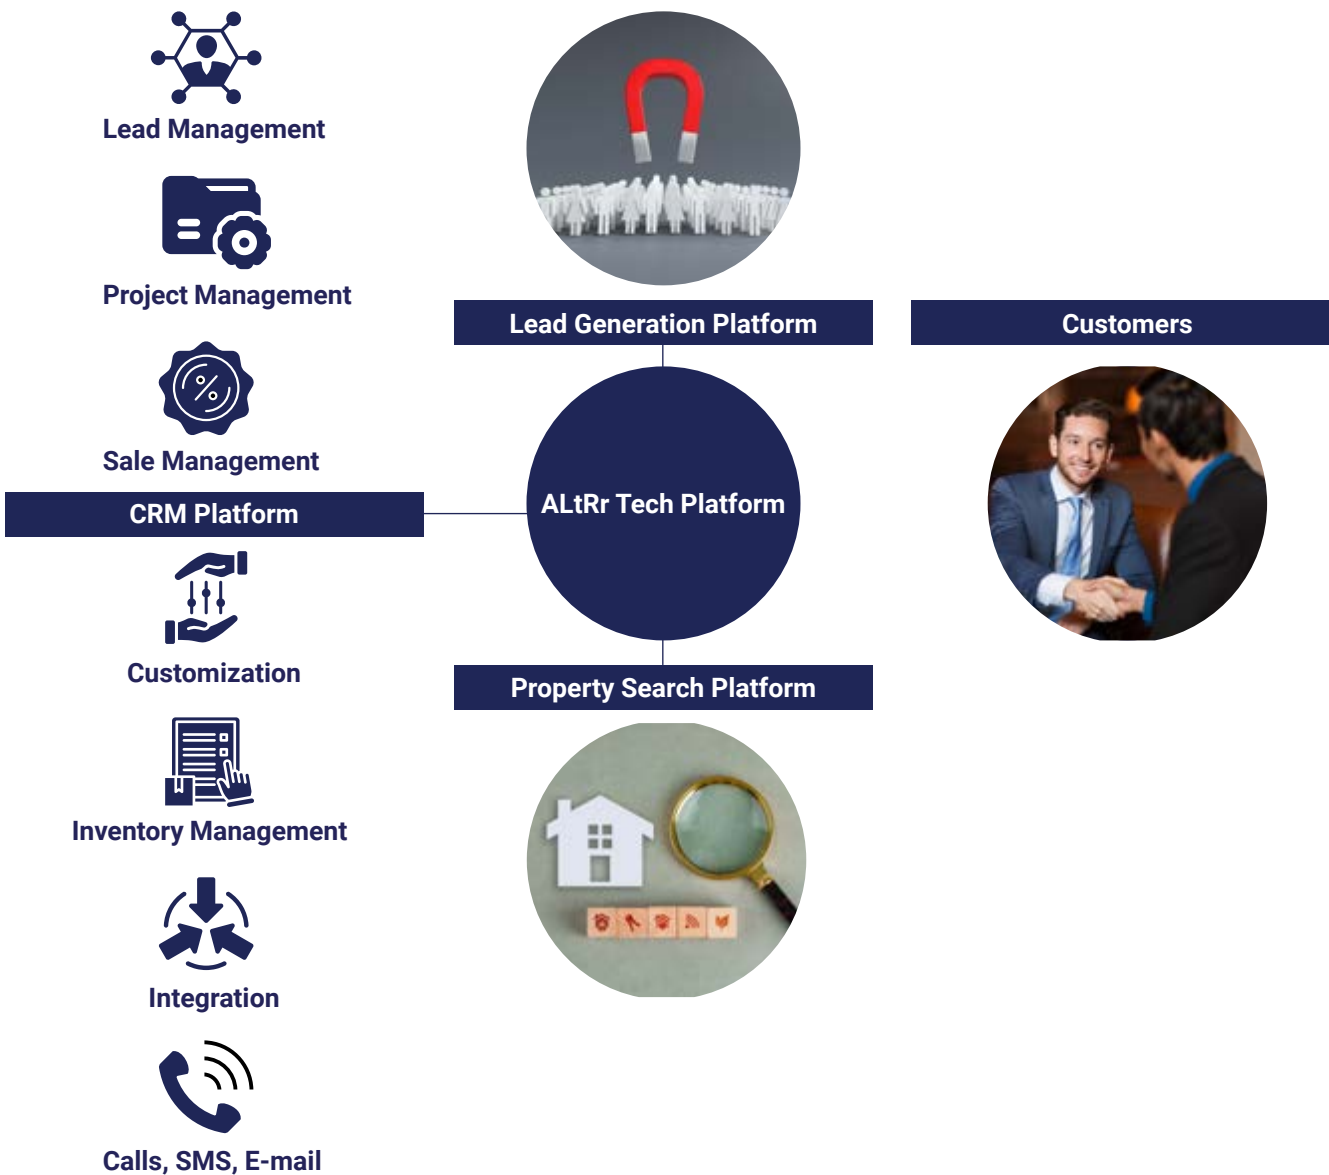 Lead Management
Project Management
Sale Management
CRM Platform
Customization
Inventory Management
Integration
Calls, SMS, E-mail
Lead Generation Platform
ALtRr Tech Platform
Property Search Platform
Customers